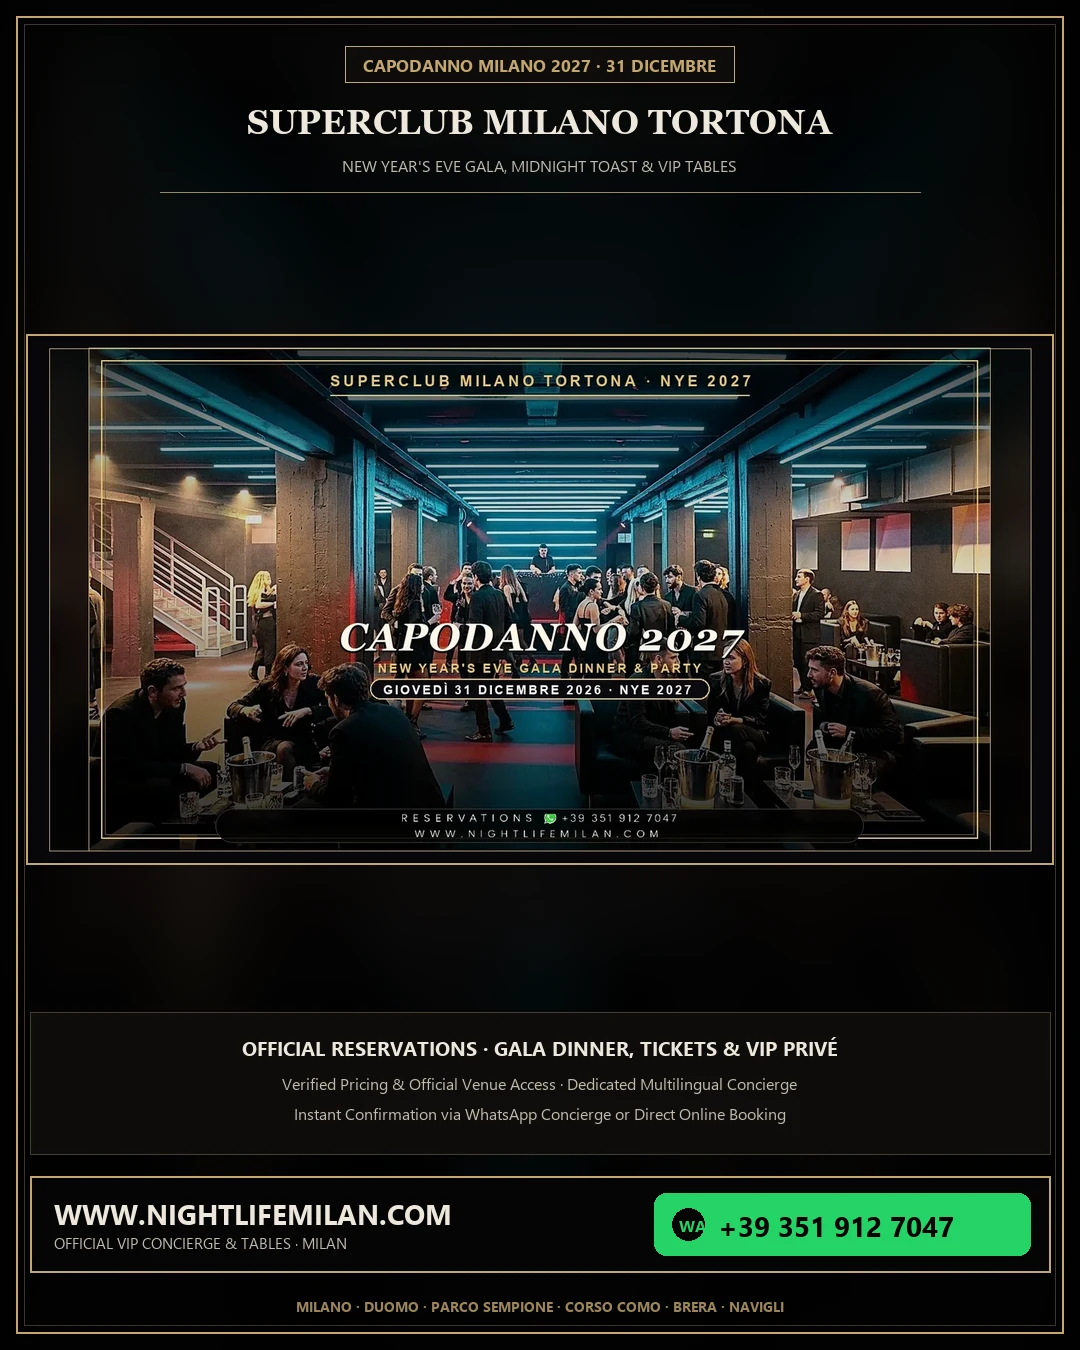 CAPODANNO MILANO 2027 · 31 DICEMBRE
SUPERCLUB MILANO TORTONA
NEW YEAR'S EVE GALA, MIDNIGHT TOAST & VIP TABLES
SUPERCLUB MILANO TORTONA · NYE 2027
CAPODANNO 2027
NEW YEAR'S EVE GALA DINNER & PARTY
GIOVEDÌ 31 DICEMBRE 2026 · NYE 2027
RESERVATIONS +39 351 912 7047
WWW.NIGHTLIFEMILAN.COM
OFFICIAL RESERVATIONS · GALA DINNER, TICKETS & VIP PRIVÉ
Verified Pricing & Official Venue Access · Dedicated Multilingual Concierge
Instant Confirmation via WhatsApp Concierge or Direct Online Booking
WWW.NIGHTLIFEMILAN.COM
OFFICIAL VIP CONCIERGE & TABLES · MILAN
WA +39 351 912 7047
MILANO · DUOMO · PARCO SEMPIONE · CORSO COMO · BRERA · NAVIGLI